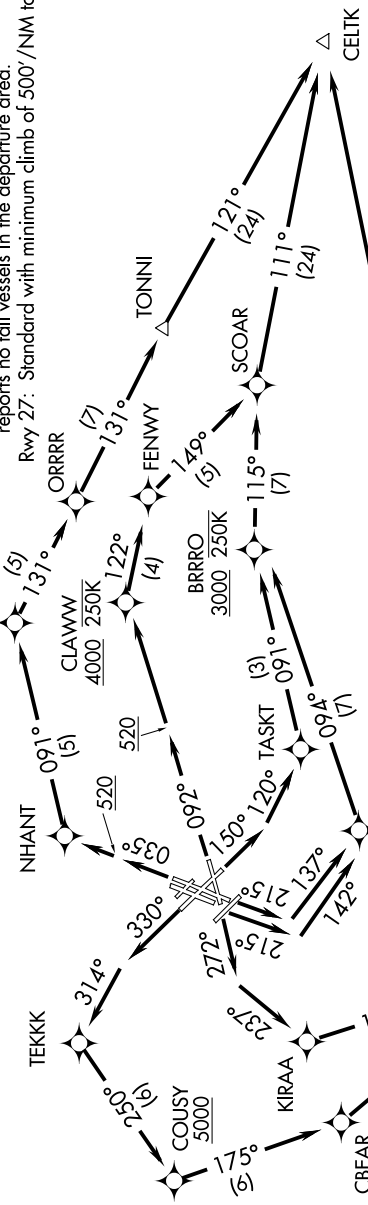 reports no tall vessels in the departure area.
Rwy 27: Standard with minimum climb of 500'/NM to
CELTK
121°
(24)
111°
(24)
TONNI
SCOAR
(7)
131°
ORRRR
FENWY
149°
(5)
115°
(7)
(5)
131°
122°
(4)
BRRRO
3000 250K
CLAWW
4000 250K
(3)
091°
094°
(7)
091°
(5)
520
TASKT
NHANT
520
092°
035°
150°
120°
215°
137°
215°
142°
330°
272°
314°
237°
TEKKK
KIRAA
250°
(6)
COUSY
5000
175°
(9)